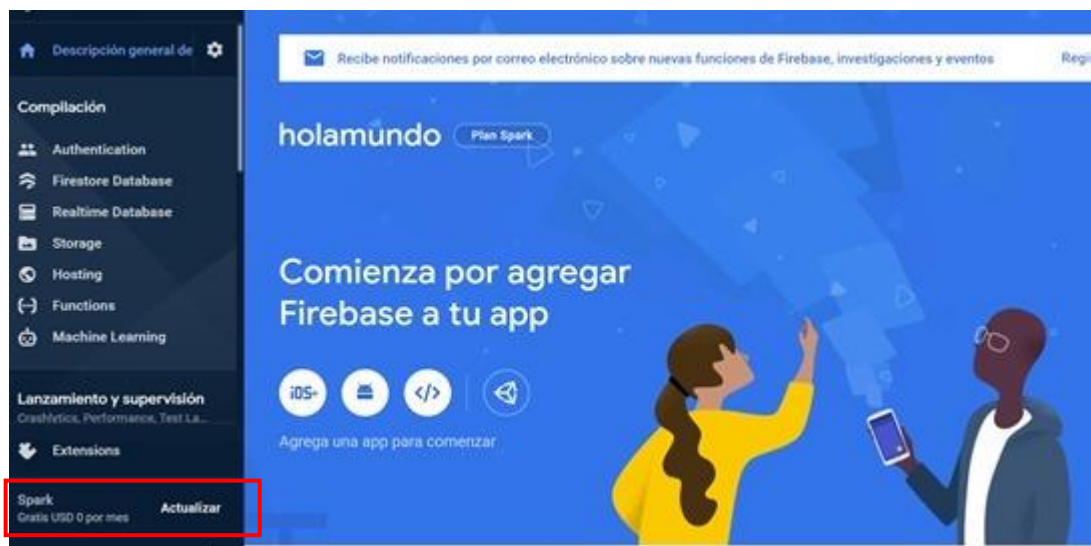 Descripción general de
Compilación
Authentication
Firestore Database
Realtime Database
Storage
Hosting
Functions
Machine Learning
Lanzamiento y supervisión
Crashlytics, Performance, Test La...
Extensions
Spark
Gratis USD 0 por mes
Actualizar
Recibe notificaciones por correo electrónico sobre nuevas funciones de Firebase, investigaciones y eventos
Regi
holamundo
Plan Spark
Comienza por agregar
Firebase a tu app
iOS+
</>
Agrega una app para comenzar